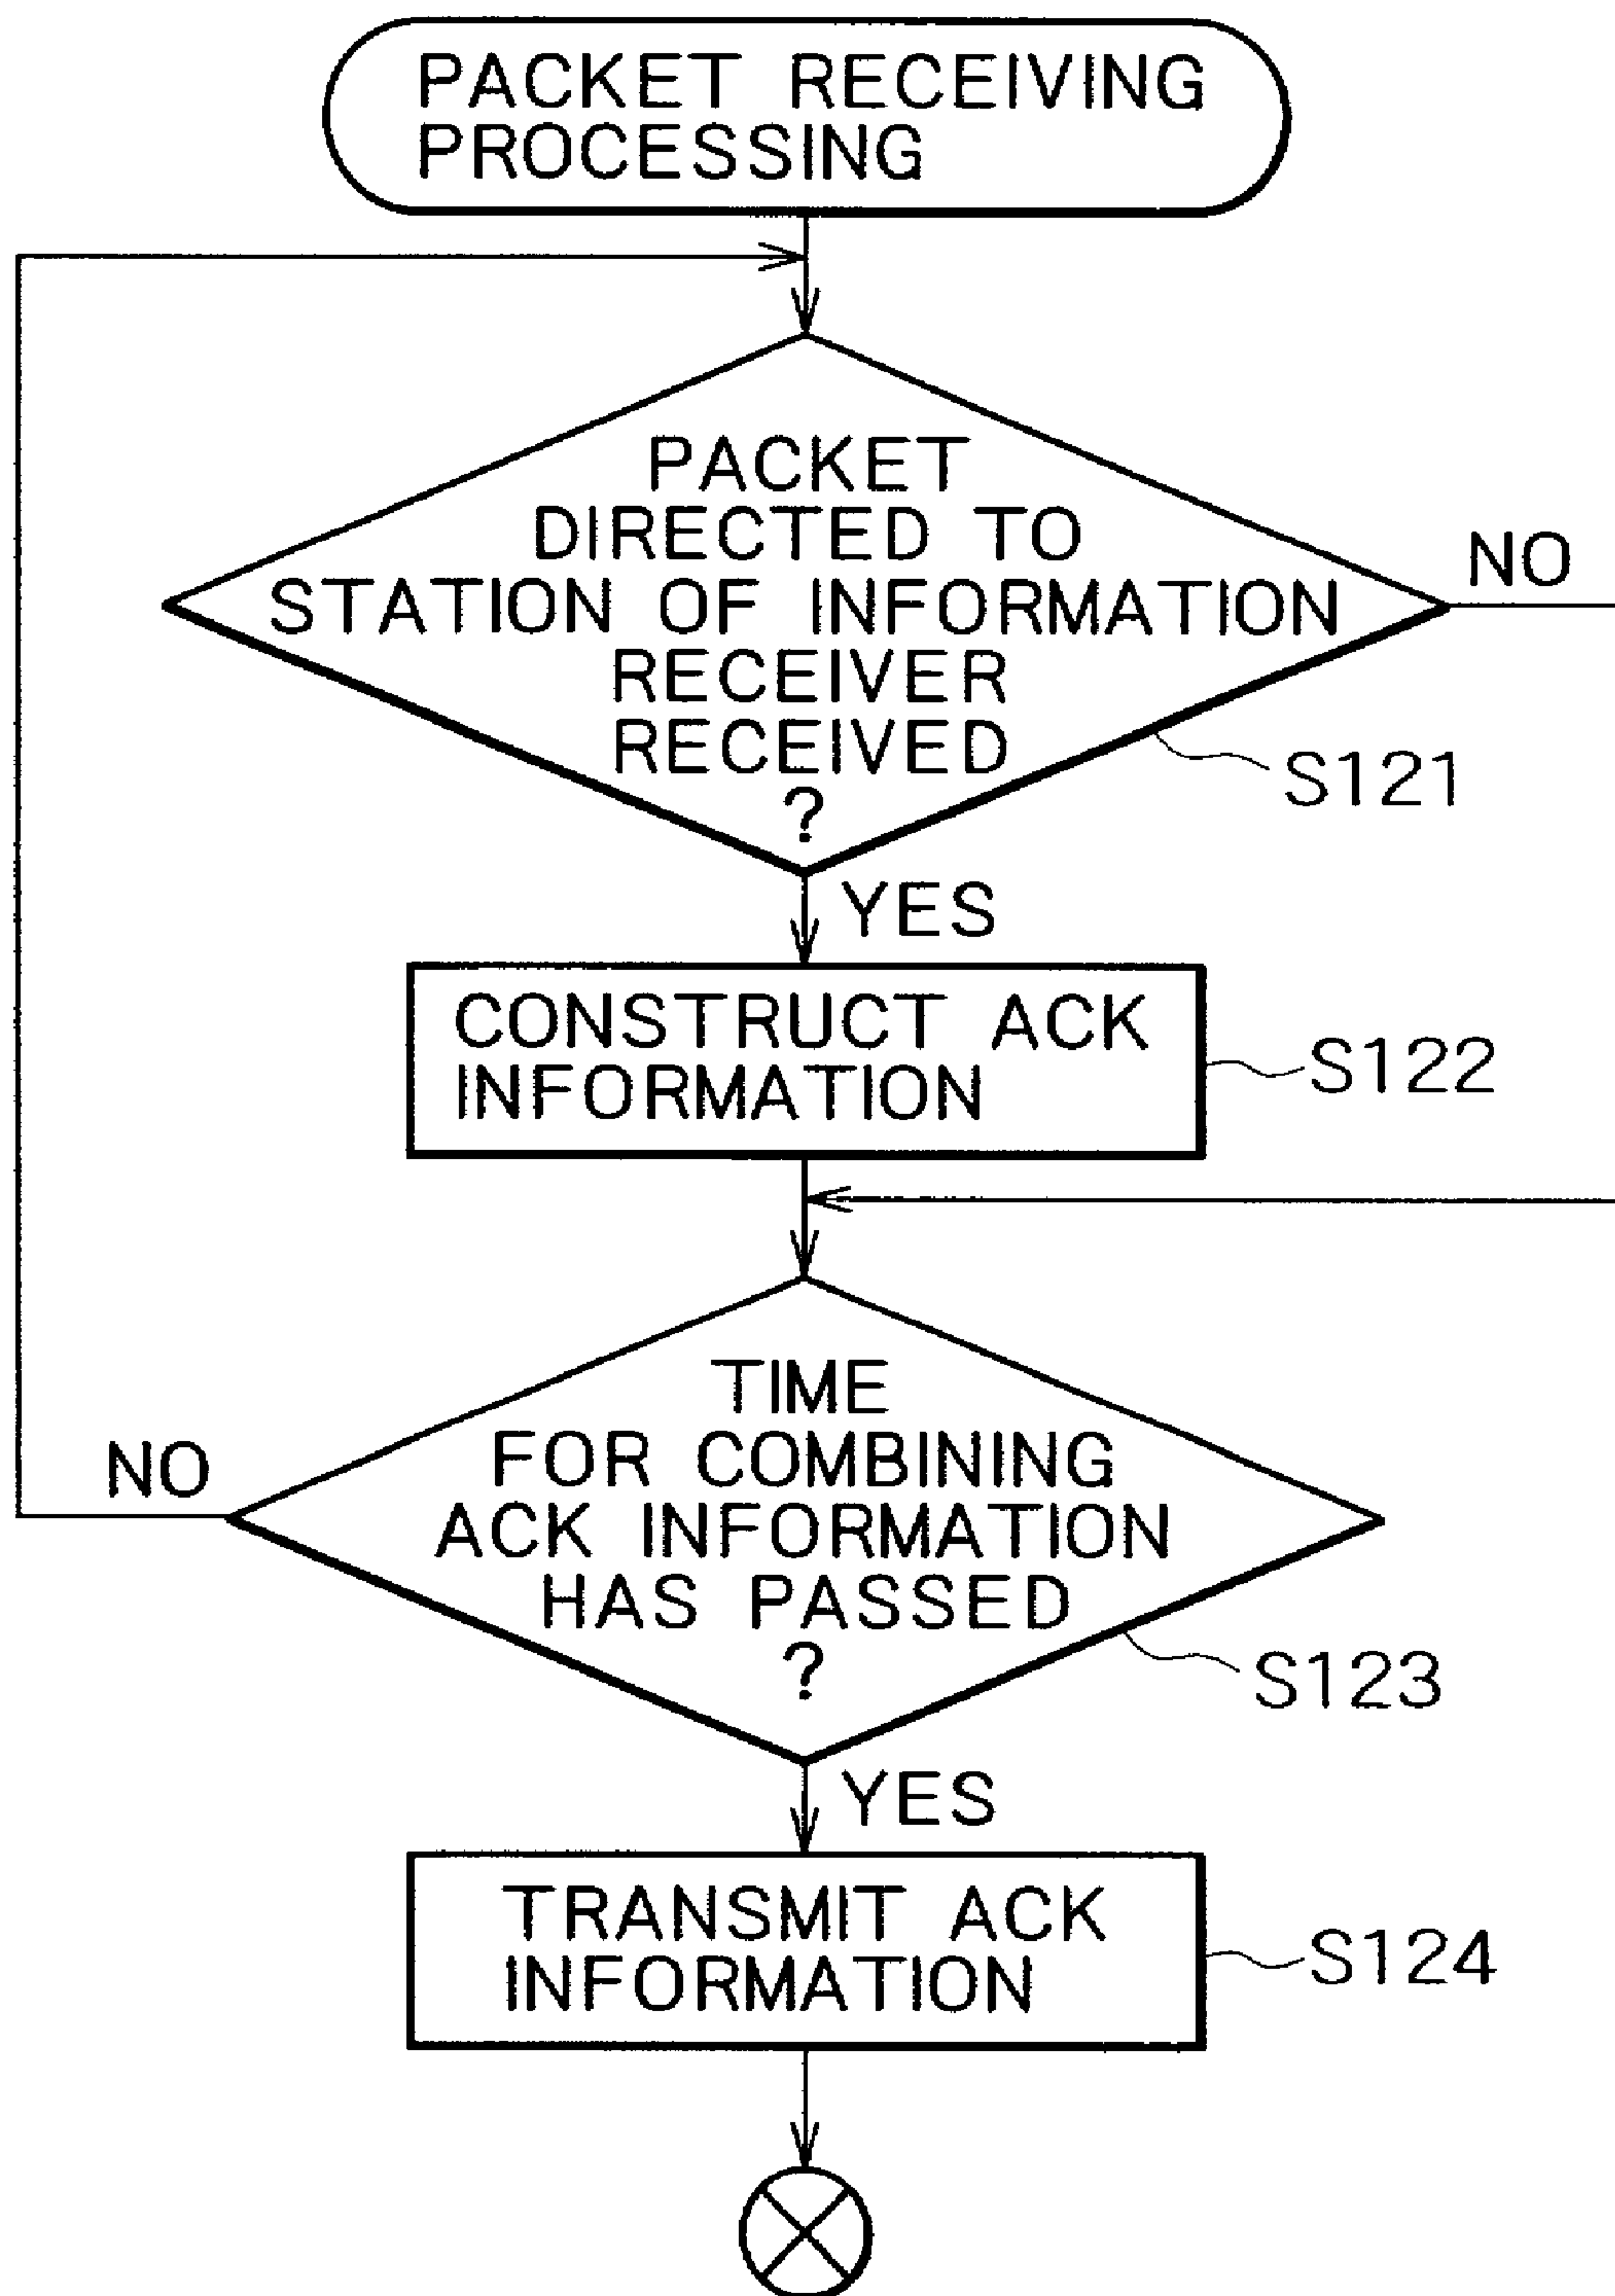 PACKET RECEIVING
PROCESSING
PACKET
DIRECTED TO
STATION OF INFORMATION
RECEIVER
RECEIVED
?
NO
S121
YES
CONSTRUCT ACK
INFORMATION
S122
TIME
FOR COMBINING
ACK INFORMATION
HAS PASSED
?
NO
S123
YES
TRANSMIT ACK
INFORMATION
S124